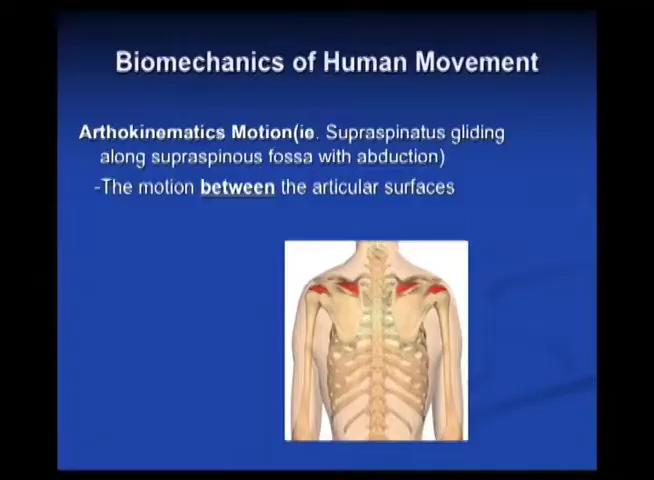 Biomechanics of Human Movement
Arthokinematics Motion(ie. Supraspinatus gliding
along supraspinous fossa with abduction)
-The motion between the articular surfaces